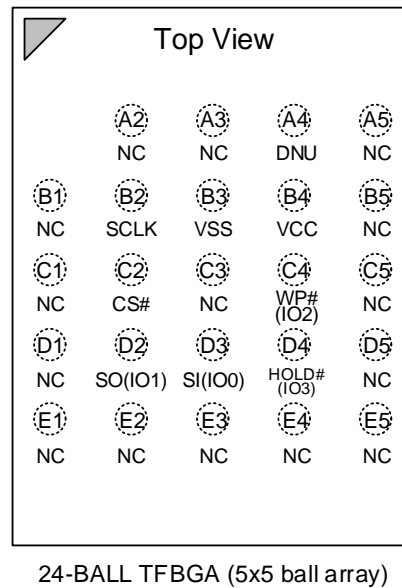 Top View
A2 A3 A4 A5
NC NC DNU NC
B1 B2 B3 B4 B5
NC SCLK VSS VCC NC
C1 C2 C3 C4 C5
NC CS# NC WP# NC
(IO2)
D1 D2 D3 D4 D5
NC SO(IO1) SI(IO0) HOLD# NC
(IO3)
E1 E2 E3 E4 E5
NC NC NC NC NC
24-BALL TFBGA (5x5 ball array)